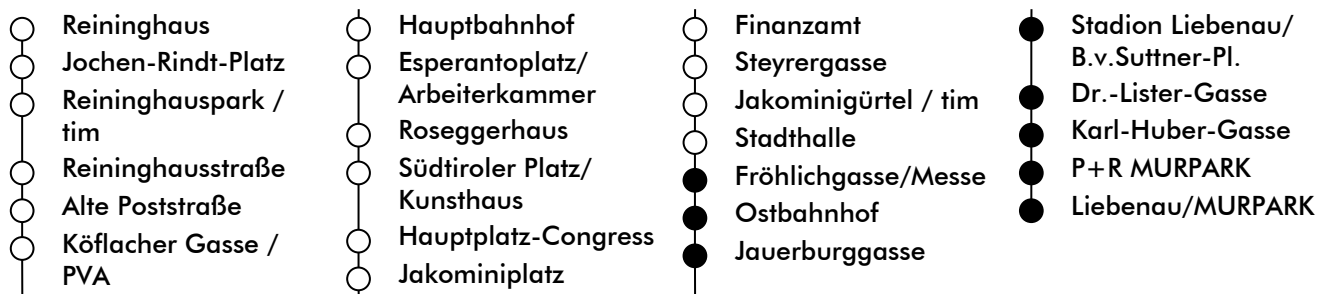 Reininghaus
Jochen-Rindt-Platz
Reininghauspark /
tim
Reininghausstraße
Alte Poststraße
Köflacher Gasse /
PVA
Hauptbahnhof
Esperantoplatz/
Arbeiterkammer
Roseggerhaus
Südtiroler Platz/
Kunsthaus
Hauptplatz-Congress
Jakominiplatz
Finanzamt
Steyrergasse
Jakominigürtel / tim
Stadthalle
Fröhlichgasse/Messe
Ostbahnhof
Jauerburggasse
Stadion Liebenau/
B.v.Suttner-Pl.
Dr.-Lister-Gasse
Karl-Huber-Gasse
P+R MURPARK
Liebenau/MURPARK